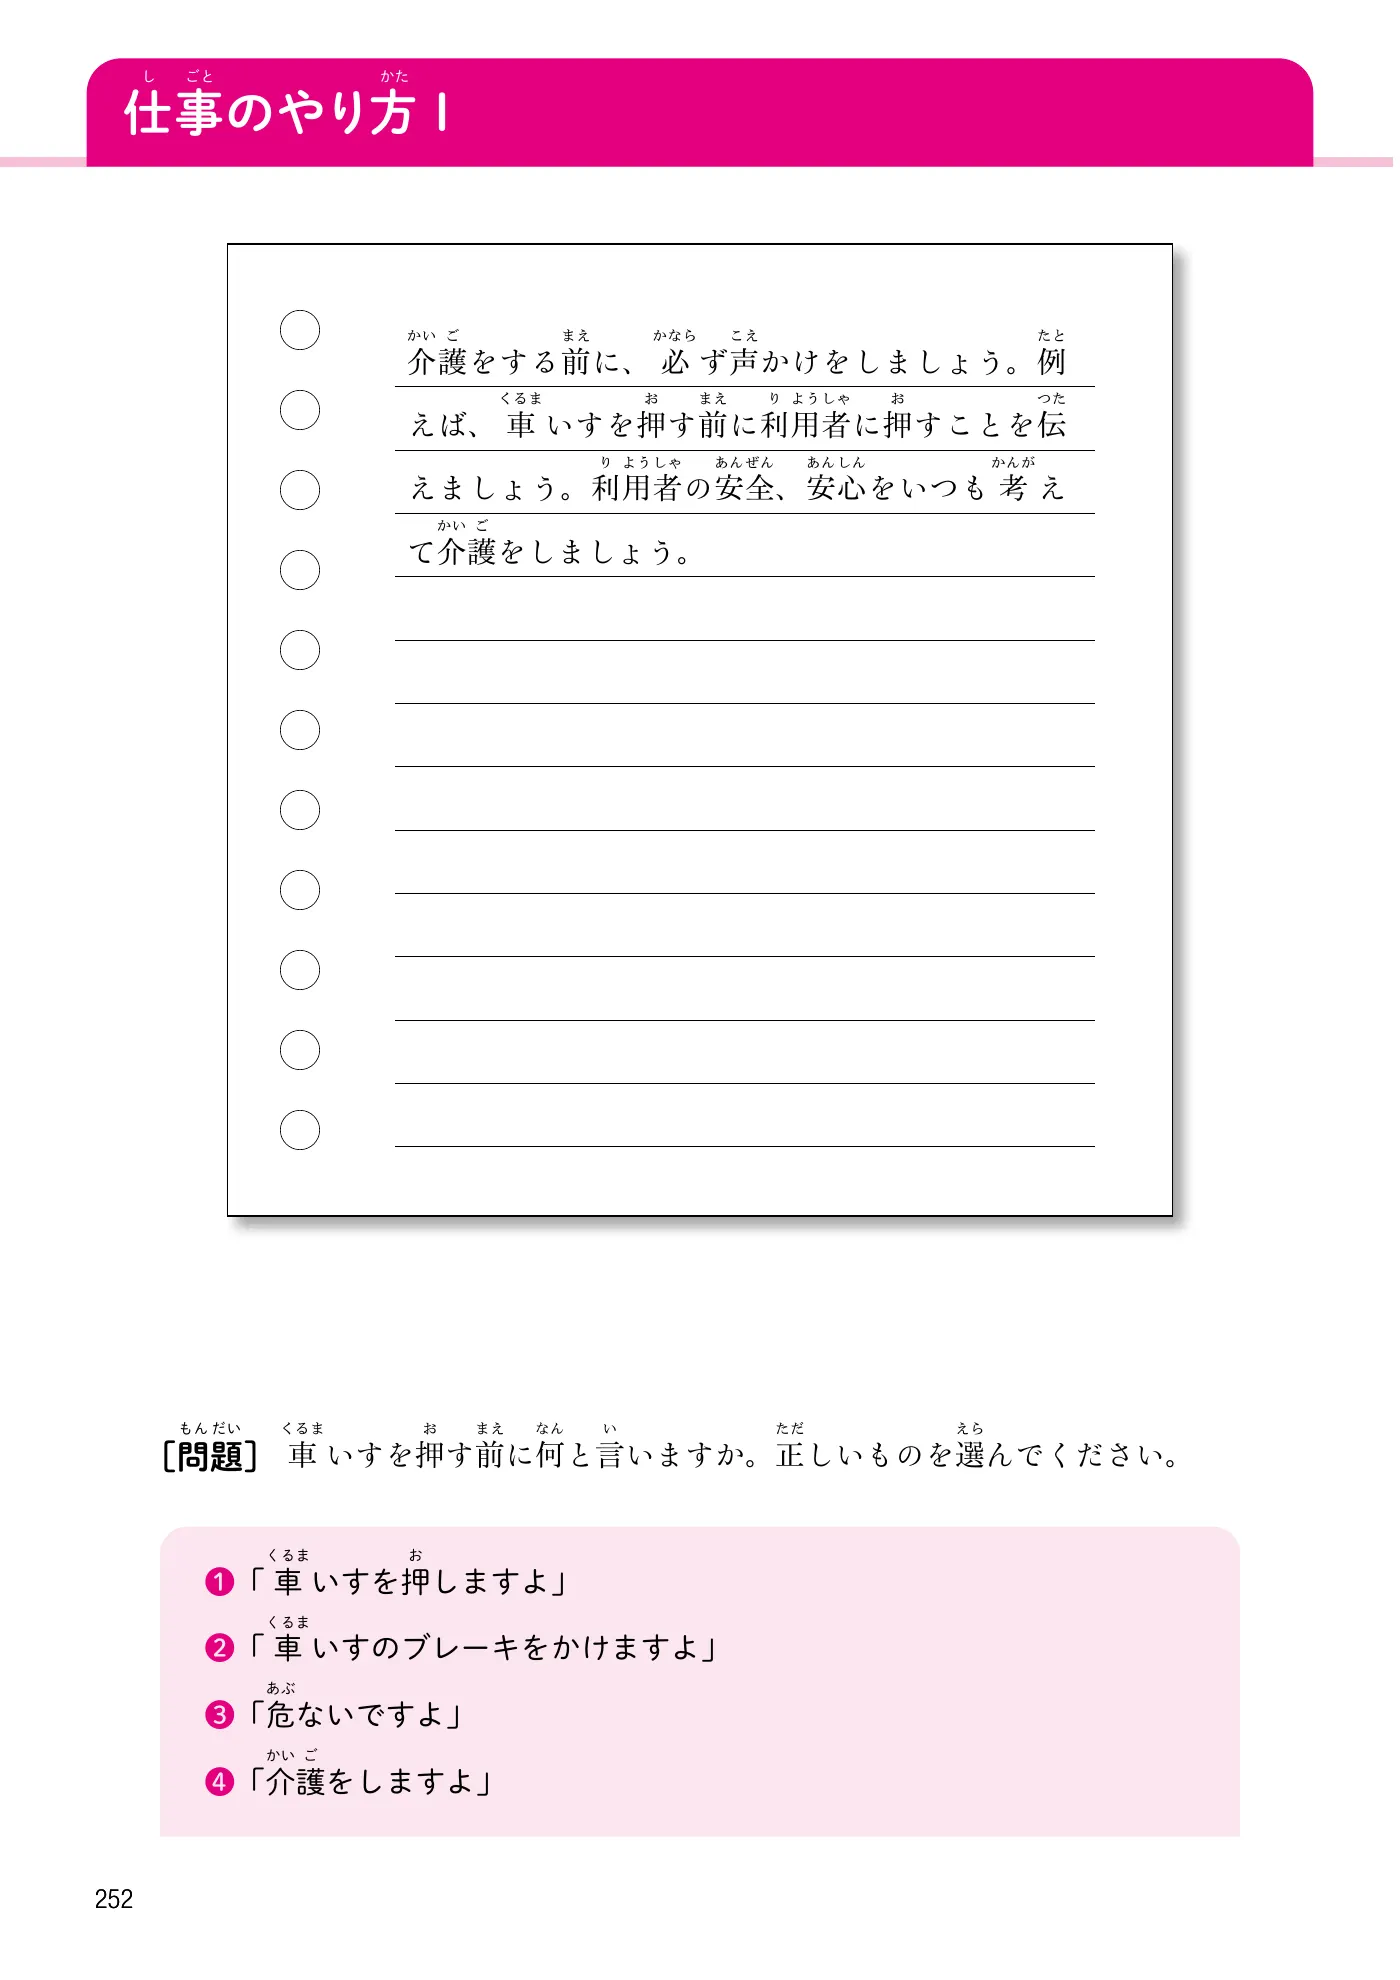 仕事のやり方 1
介護をする前に、必ず声かけをしましょう。例
えば、車いすを押す前に利用者に押すことを伝
えましょう。利用者の安全、安心をいつも考え
て介護をしましょう。
[問題] 車いすを押す前に何と言いますか。正しいものを選んでください。
❶「車いすを押しますよ」
❷「車いすのブレーキをかけますよ」
❸「危ないですよ」
❹「介護をしますよ」
252